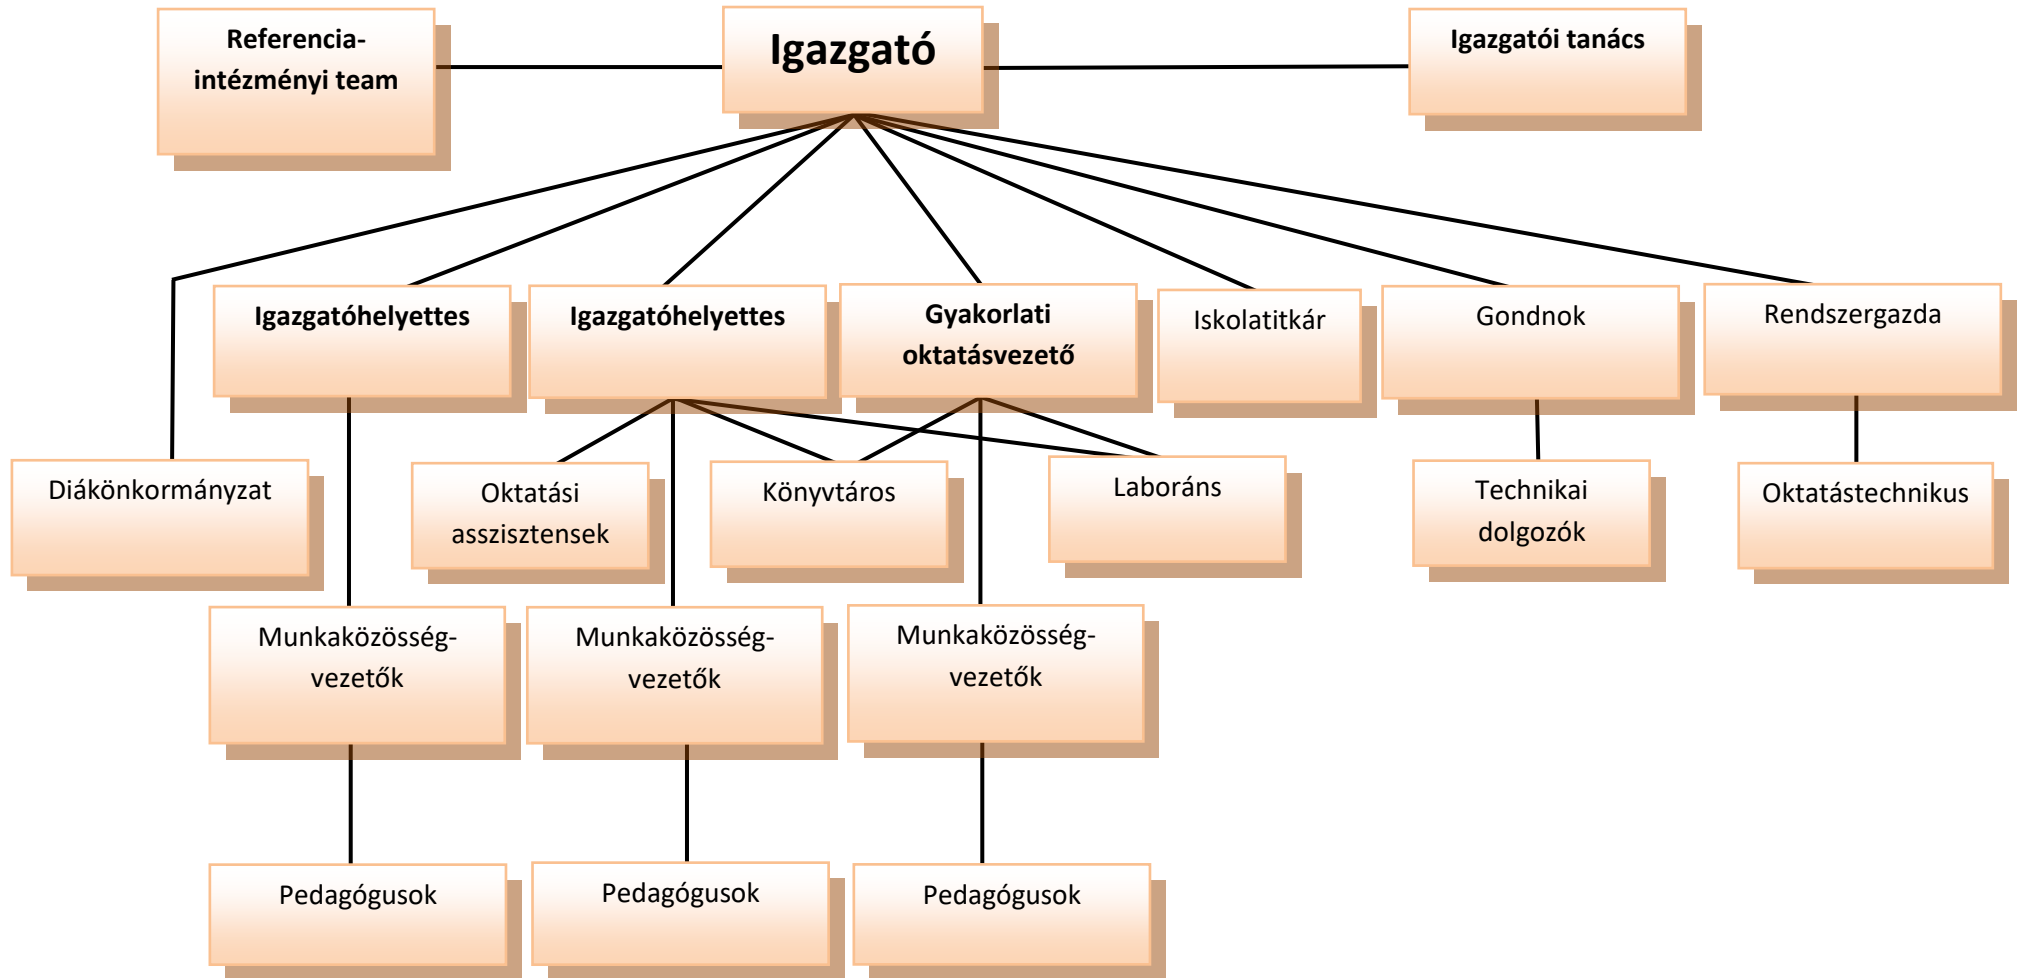 Referencia-
intézményi team
Igazgató
Igazgatói tanács
Igazgatóhelyettes
Igazgatóhelyettes
Gyakorlati
oktatásvezető
Iskolatitkár
Gondnok
Rendszergazda
Diákönkormányzat
Oktatási
asszisztensek
Könyvtáros
Laboráns
Technikai
dolgozók
Oktatástechnikus
Munkaközösség-
vezetők
Munkaközösség-
vezetők
Munkaközösség-
vezetők
Pedagógusok
Pedagógusok
Pedagógusok